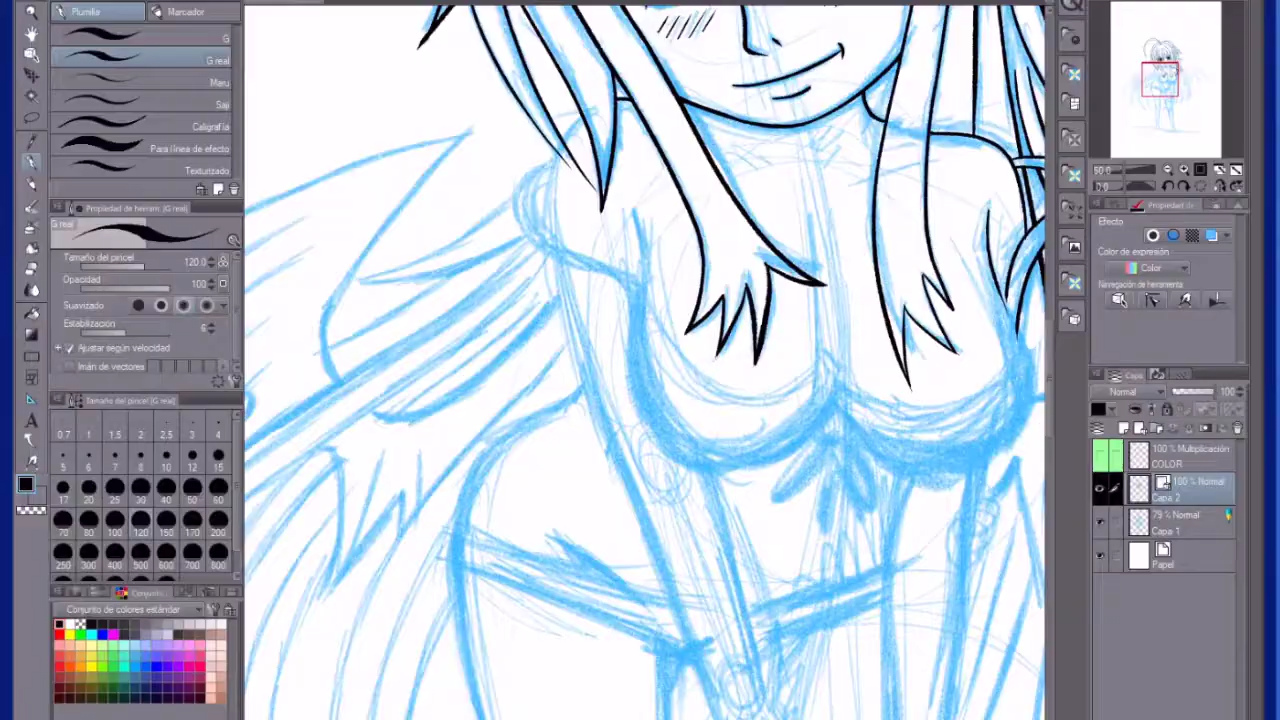 Plumilla
Marcador
G
G real
Maru
Saji
Caligrafía
Para línea de efecto
Texturizado
Propiedad de herram. (G real)
G real
Tamaño del pincel 120.0
Opacidad 100
Suavizado
Estabilización 6
Ajustar según velocidad
Imán de vectores
Tamaño del pincel (G real)
0.7 1 1.5 2 2.5 3 4
5 6 7 8 10 12 15
17 20 25 30 40 50 60
70 80 100 120 150 170 200
250 300 400 500 600 700 800
Conjunto
Conjunto de colores estándar
0.0
Propiedad de
Efecto
Color de expresión
Color
Navegación de herramienta
Capa
Normal 100
100 % Multiplicación
COLOR
100 % Normal
Capa 2
79 % Normal
Capa 1
Papel